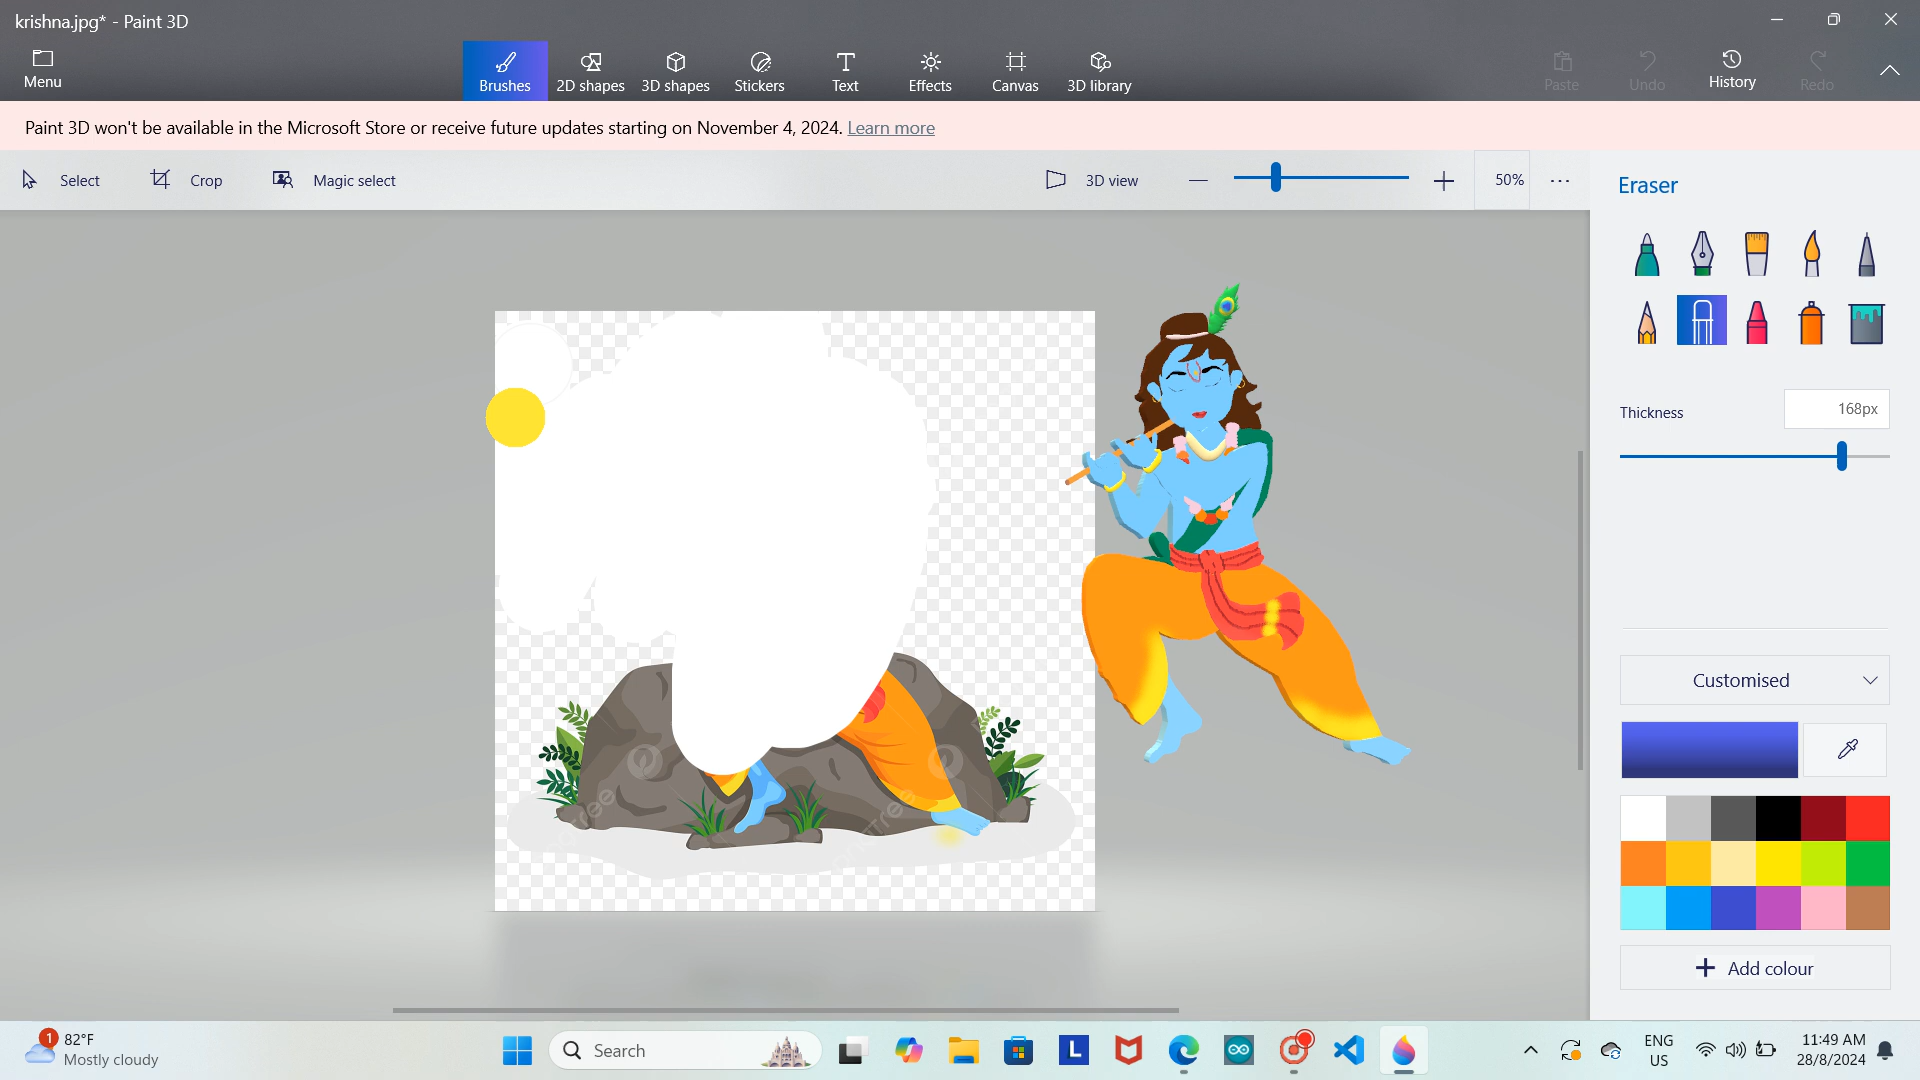 krishna.jpg* - Paint 3D
Menu
Brushes
2D shapes
3D shapes
Stickers
Text
Effects
Canvas
3D library
Paste
Undo
History
Redo
Paint 3D won't be available in the Microsoft Store or receive future updates starting on November 4, 2024. Learn more
Select
Crop
Magic select
3D view
50%
Eraser
Thickness
168px
Customised
Add colour
1
82°F
Mostly cloudy
Search
L
ENG
US
11:49 AM
28/8/2024